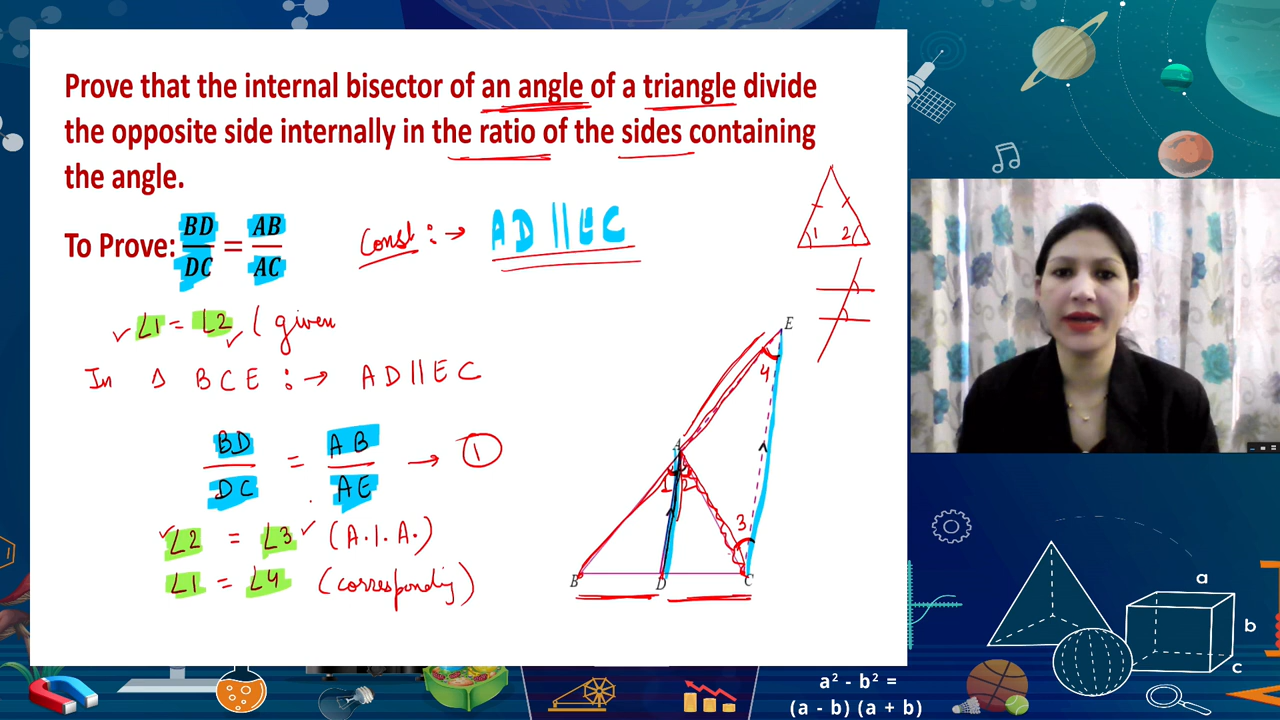 Prove that the internal bisector of an angle of a triangle divide
the opposite side internally in the ratio of the sides containing
the angle.
To Prove: BD/DC = AB/AC
Const :→ AD || EC
∠1 = ∠2 (given
In Δ BCE :→ AD || EC
BD/DC = AB/AE → ①
∠2 = ∠3 (A.I.A.)
∠1 = ∠4 (corresponding)
1 2
E
4
A
1 2
3
B D C
a
b
c
a² - b² =
(a - b) (a + b)